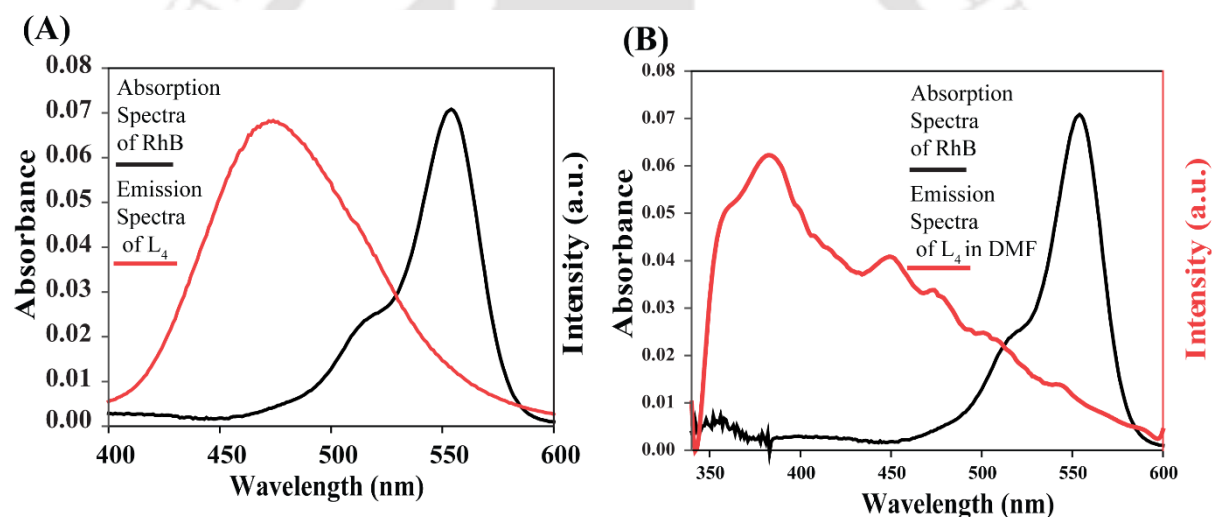 (A)
0.08
0.07
0.06
0.05
0.04
0.03
0.02
0.01
0.00
Absorbance
Absorption
Spectra
of RhB
Emission
Spectra
of L4
400 450 500 550 600
Wavelength (nm)
Intensity (a.u.)
(B)
0.08
0.07
0.06
0.05
0.04
0.03
0.02
0.01
0.00
Absorbance
Absorption
Spectra
of RhB
Emission
Spectra
of L4 in DMF
350 400 450 500 550 600
Wavelength (nm)
Intensity (a.u.)